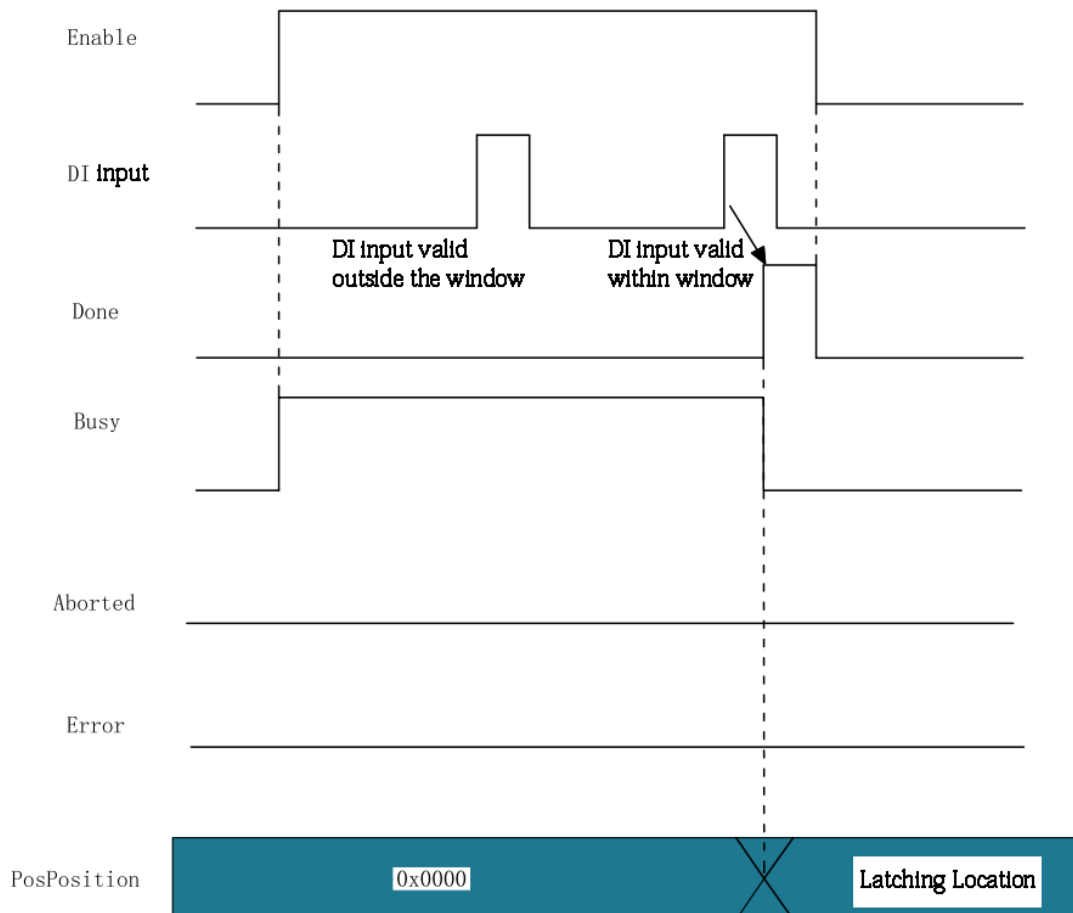 Enable
DI input
DI input valid
outside the window
DI input valid
within window
Done
Busy
Aborted
Error
PosPosition
0x0000
Latching Location